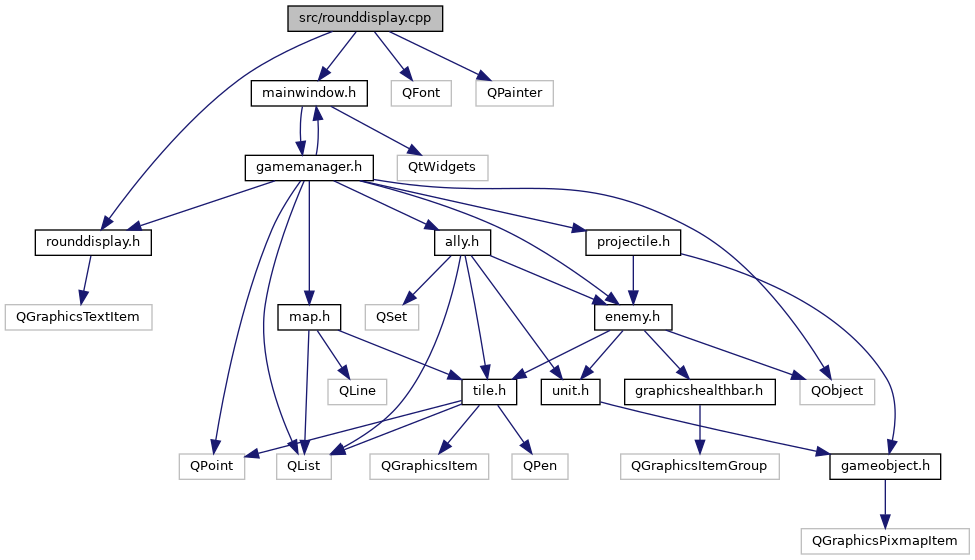 src/rounddisplay.cpp
mainwindow.h
QFont
QPainter
gamemanager.h
QtWidgets
rounddisplay.h
ally.h
projectile.h
QGraphicsTextItem
map.h
QSet
enemy.h
QLine
tile.h
unit.h
graphicshealthbar.h
QObject
QPoint
QList
QGraphicsItem
QPen
QGraphicsItemGroup
gameobject.h
QGraphicsPixmapItem